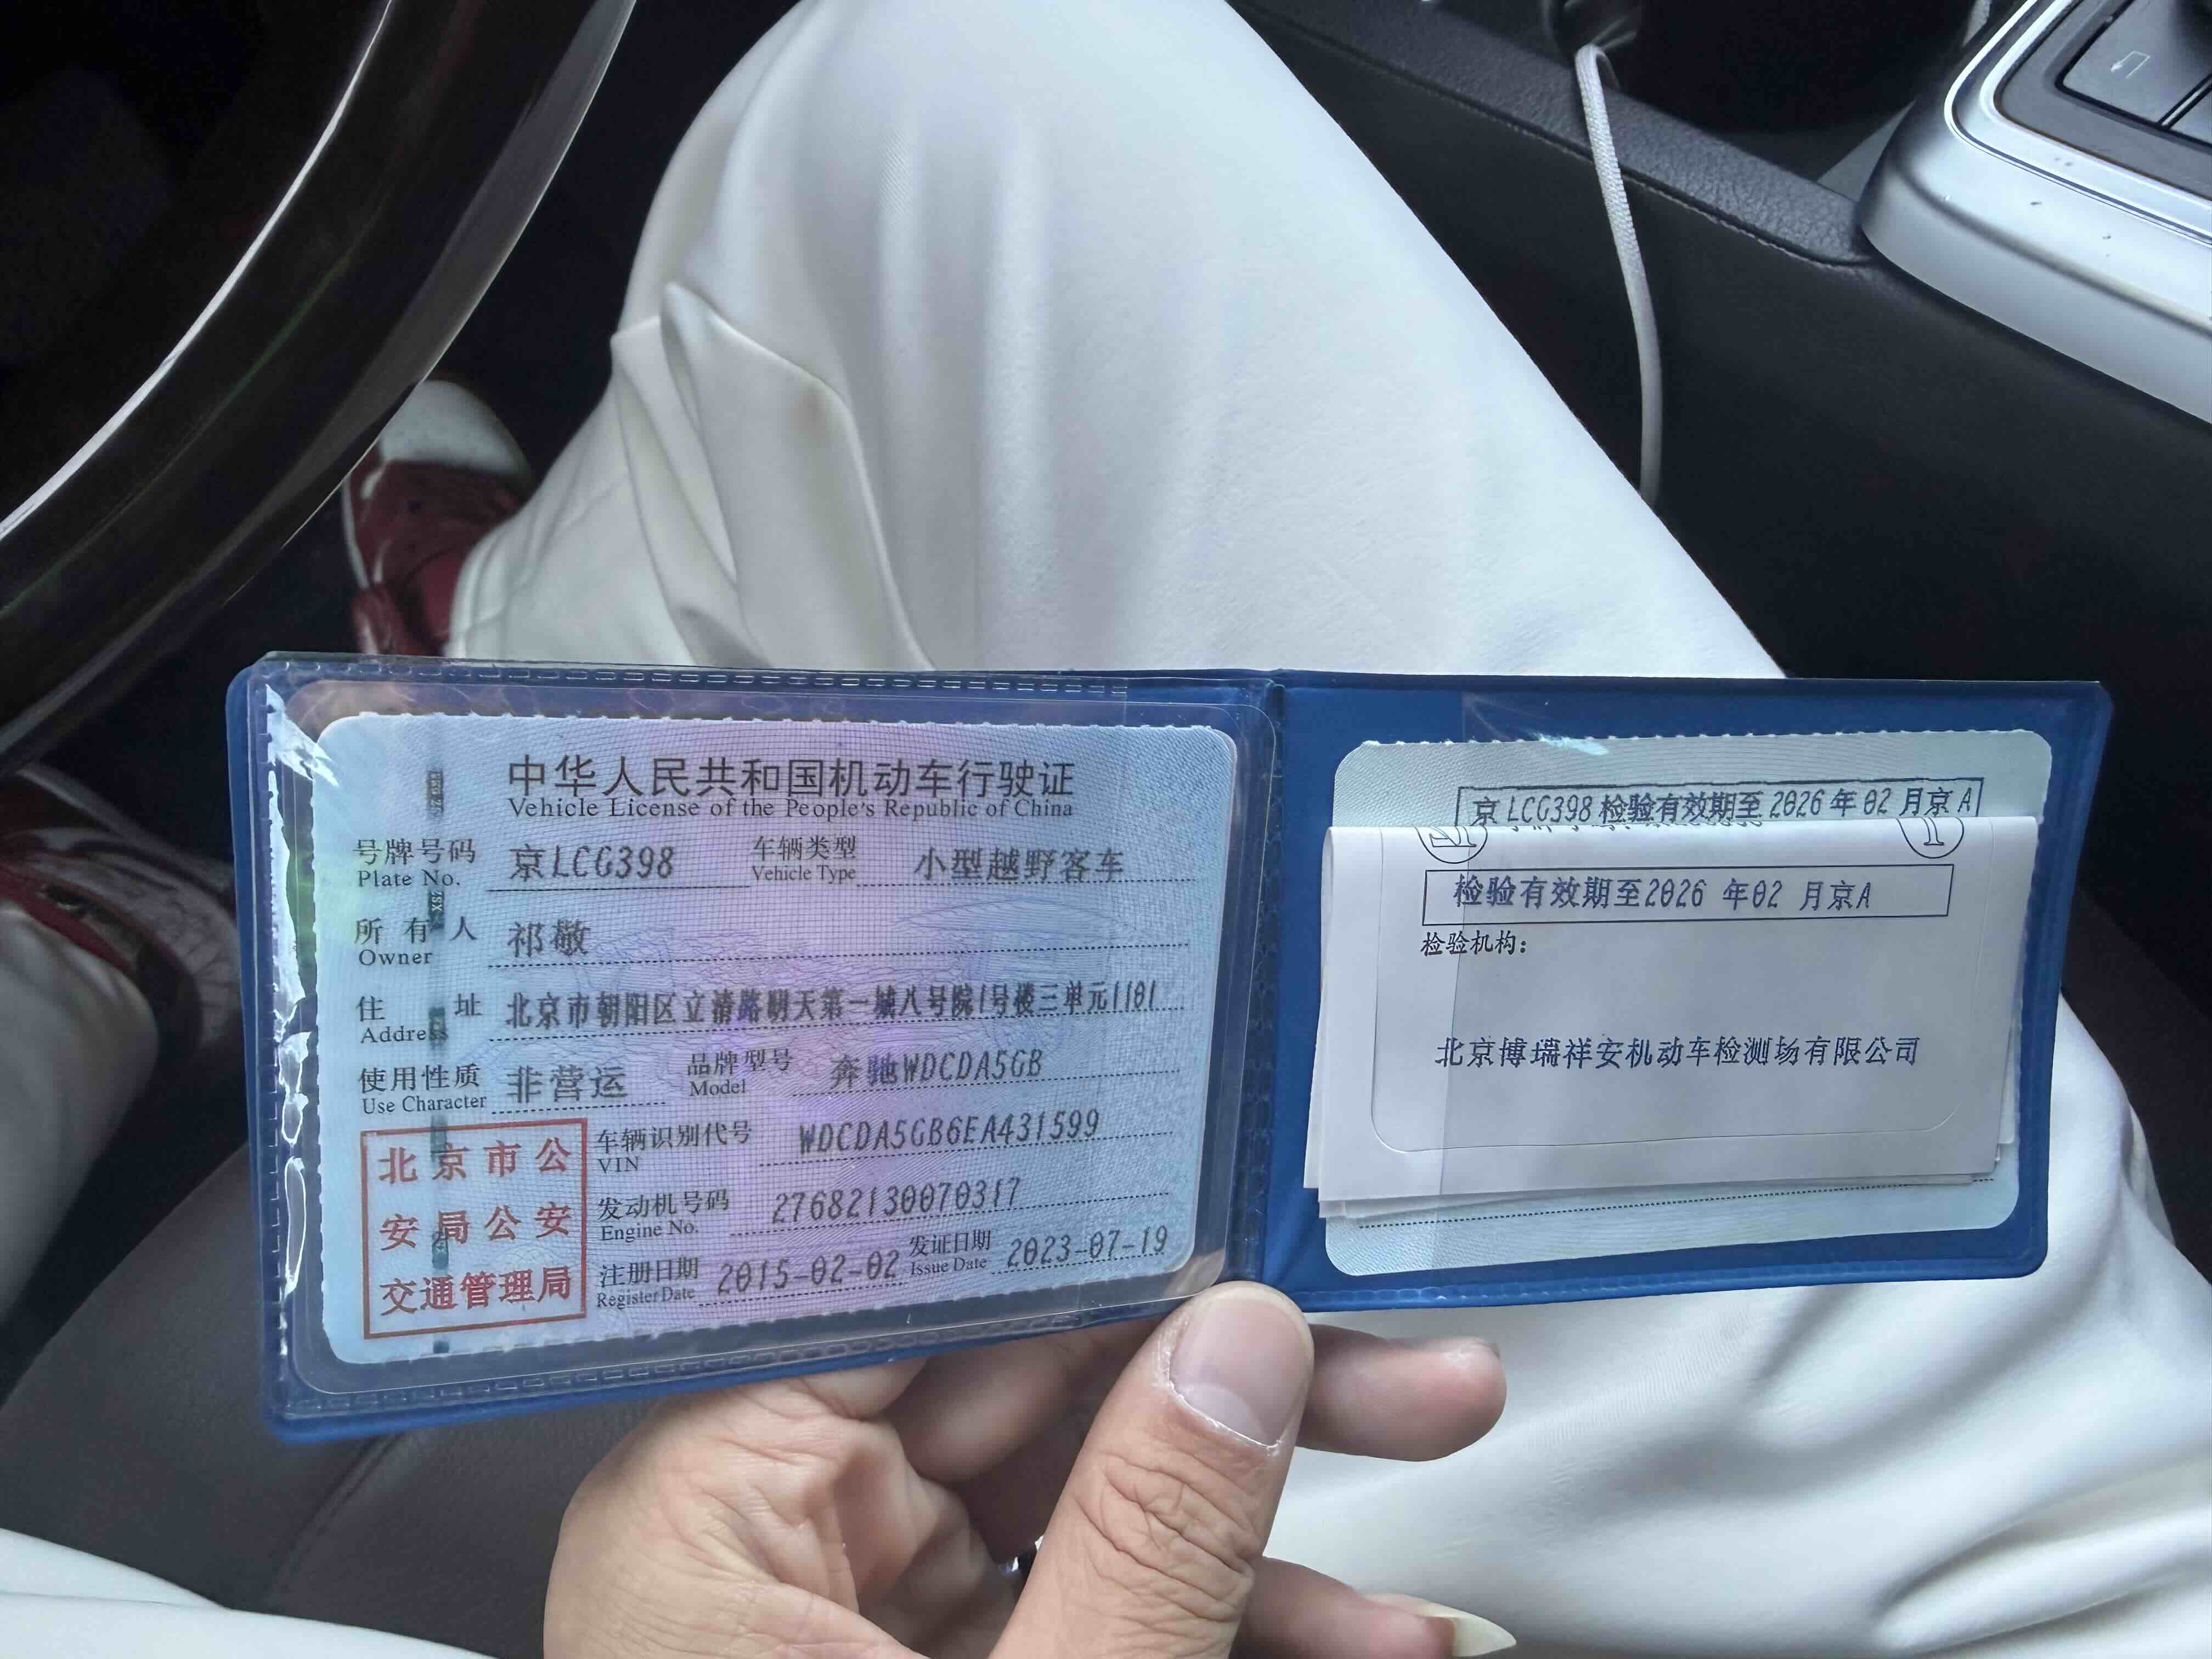 中华人民共和国机动车行驶证
Vehicle License of the People's Republic of China
号牌号码 京LCG398 车辆类型 小型越野客车
Plate No. Vehicle Type
所有人 祁敬
Owner
住址 北京市朝阳区立清路明天第一城八号院1号楼三单元1101
Address
使用性质 非营运 品牌型号 奔驰WDCDA5GB
Use Character Model
北京市公
安局公安
交通管理局
车辆识别代号 WDCDA5GB6EA431599
VIN
发动机号码 27682130070317
Engine No.
注册日期 2015-02-02 发证日期 2023-07-19
Register Date Issue Date
京LCG398检验有效期至2026年02月京A
检验有效期至2026 年02 月京A
检验机构：
北京博瑞祥安机动车检测场有限公司